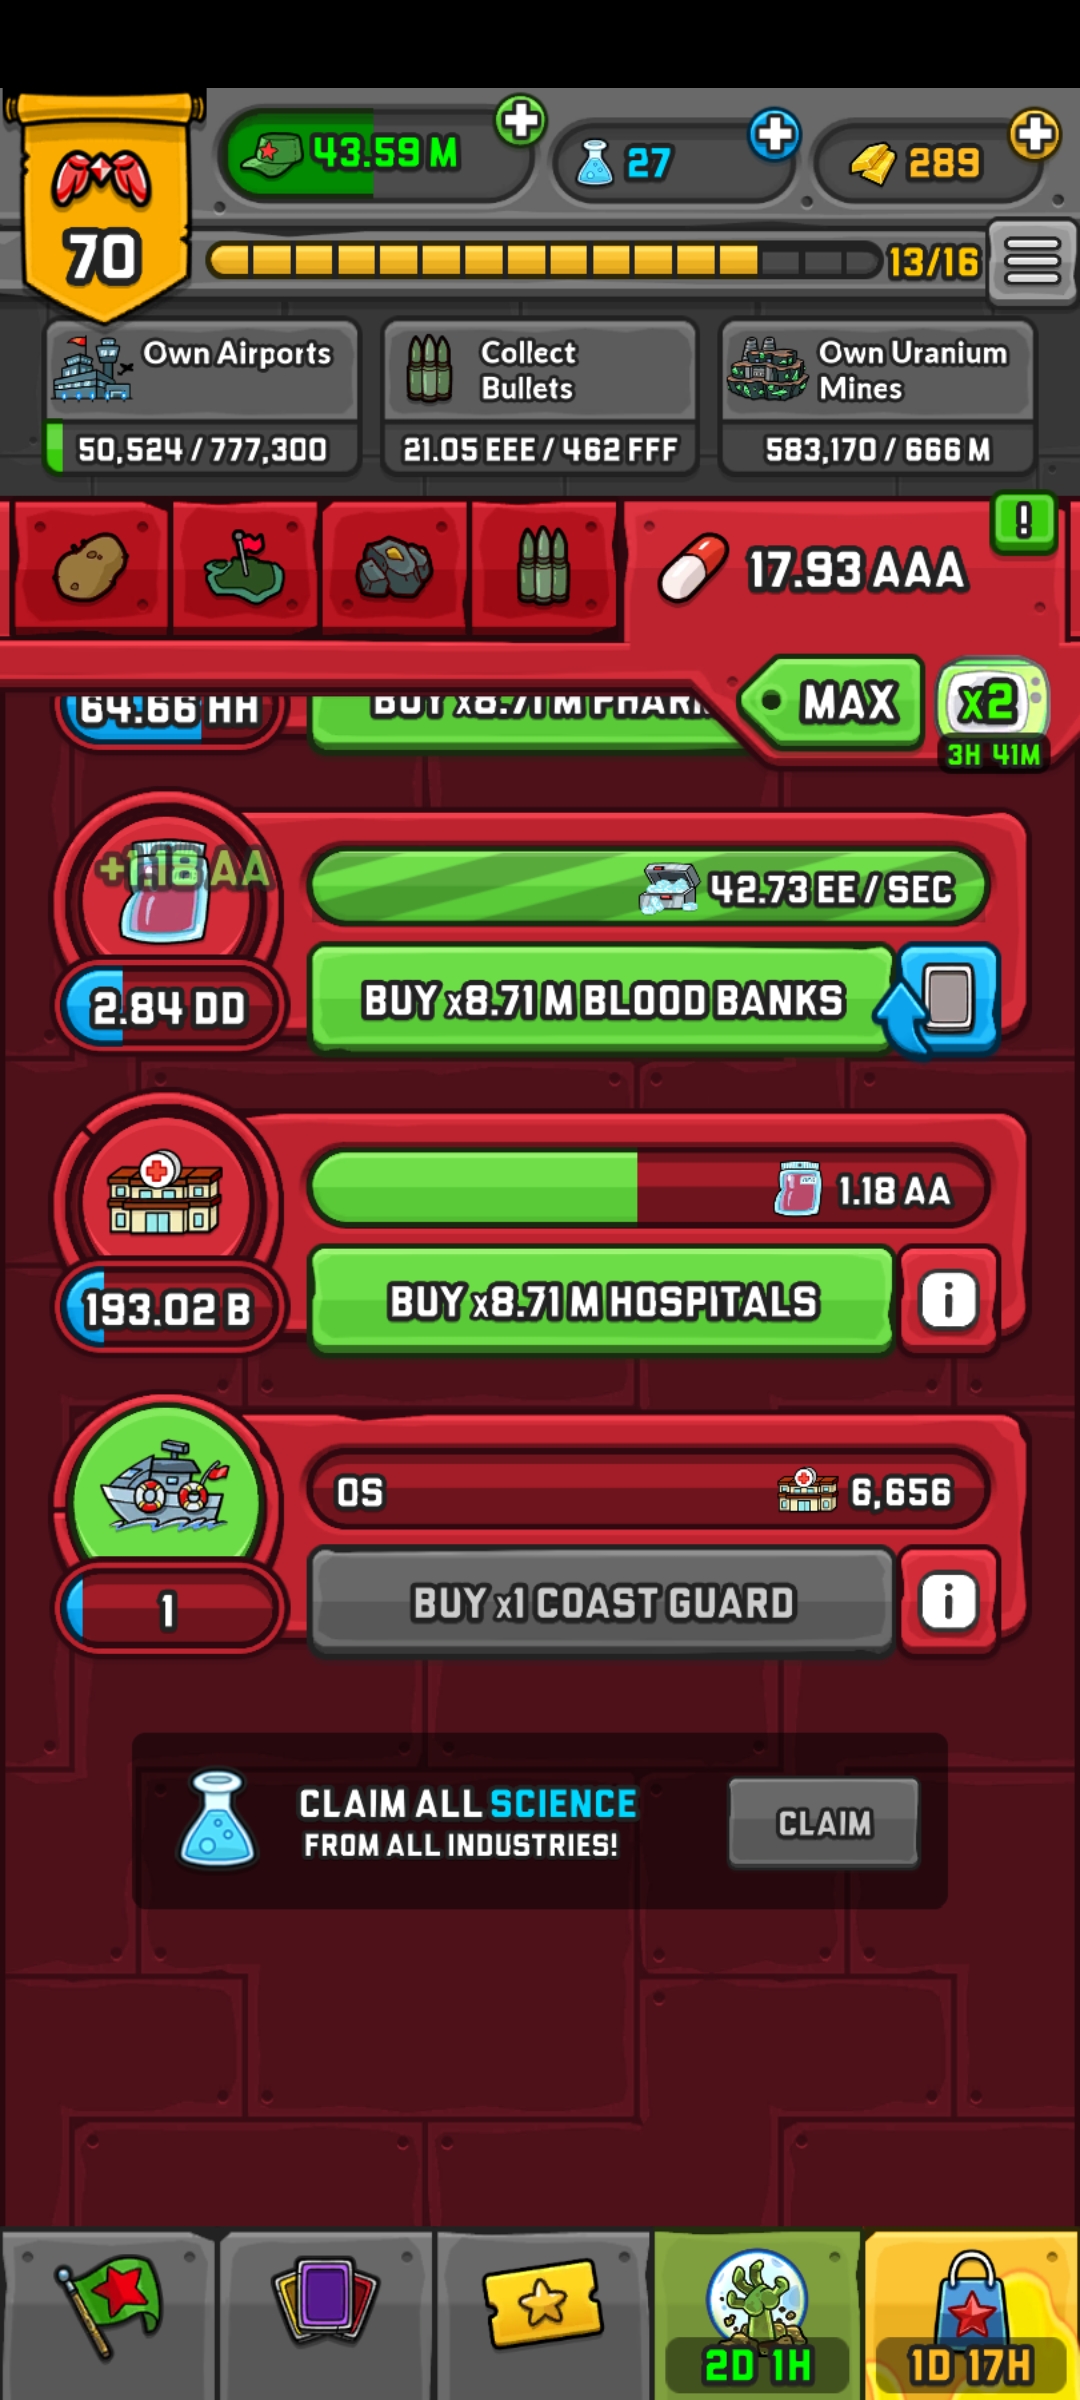 43.59 M
27
289
70
13/16
Own Airports
50,524 / 777,300
Collect
Bullets
21.05 EEE / 462 FFF
Own Uranium
Mines
583,170 / 666 M
!
17.93 AAA
MAX
x2
3H 41M
64.66 HH
BUY x8.71 M
+1.18 AA
42.73 EE / SEC
2.84 DD
BUY x8.71 M BLOOD BANKS
1.18 AA
193.02 B
BUY x8.71 M HOSPITALS
i
0S
6,656
1
BUY x1 COAST GUARD
i
CLAIM ALL SCIENCE
FROM ALL INDUSTRIES!
CLAIM
2D 1H
1D 17H